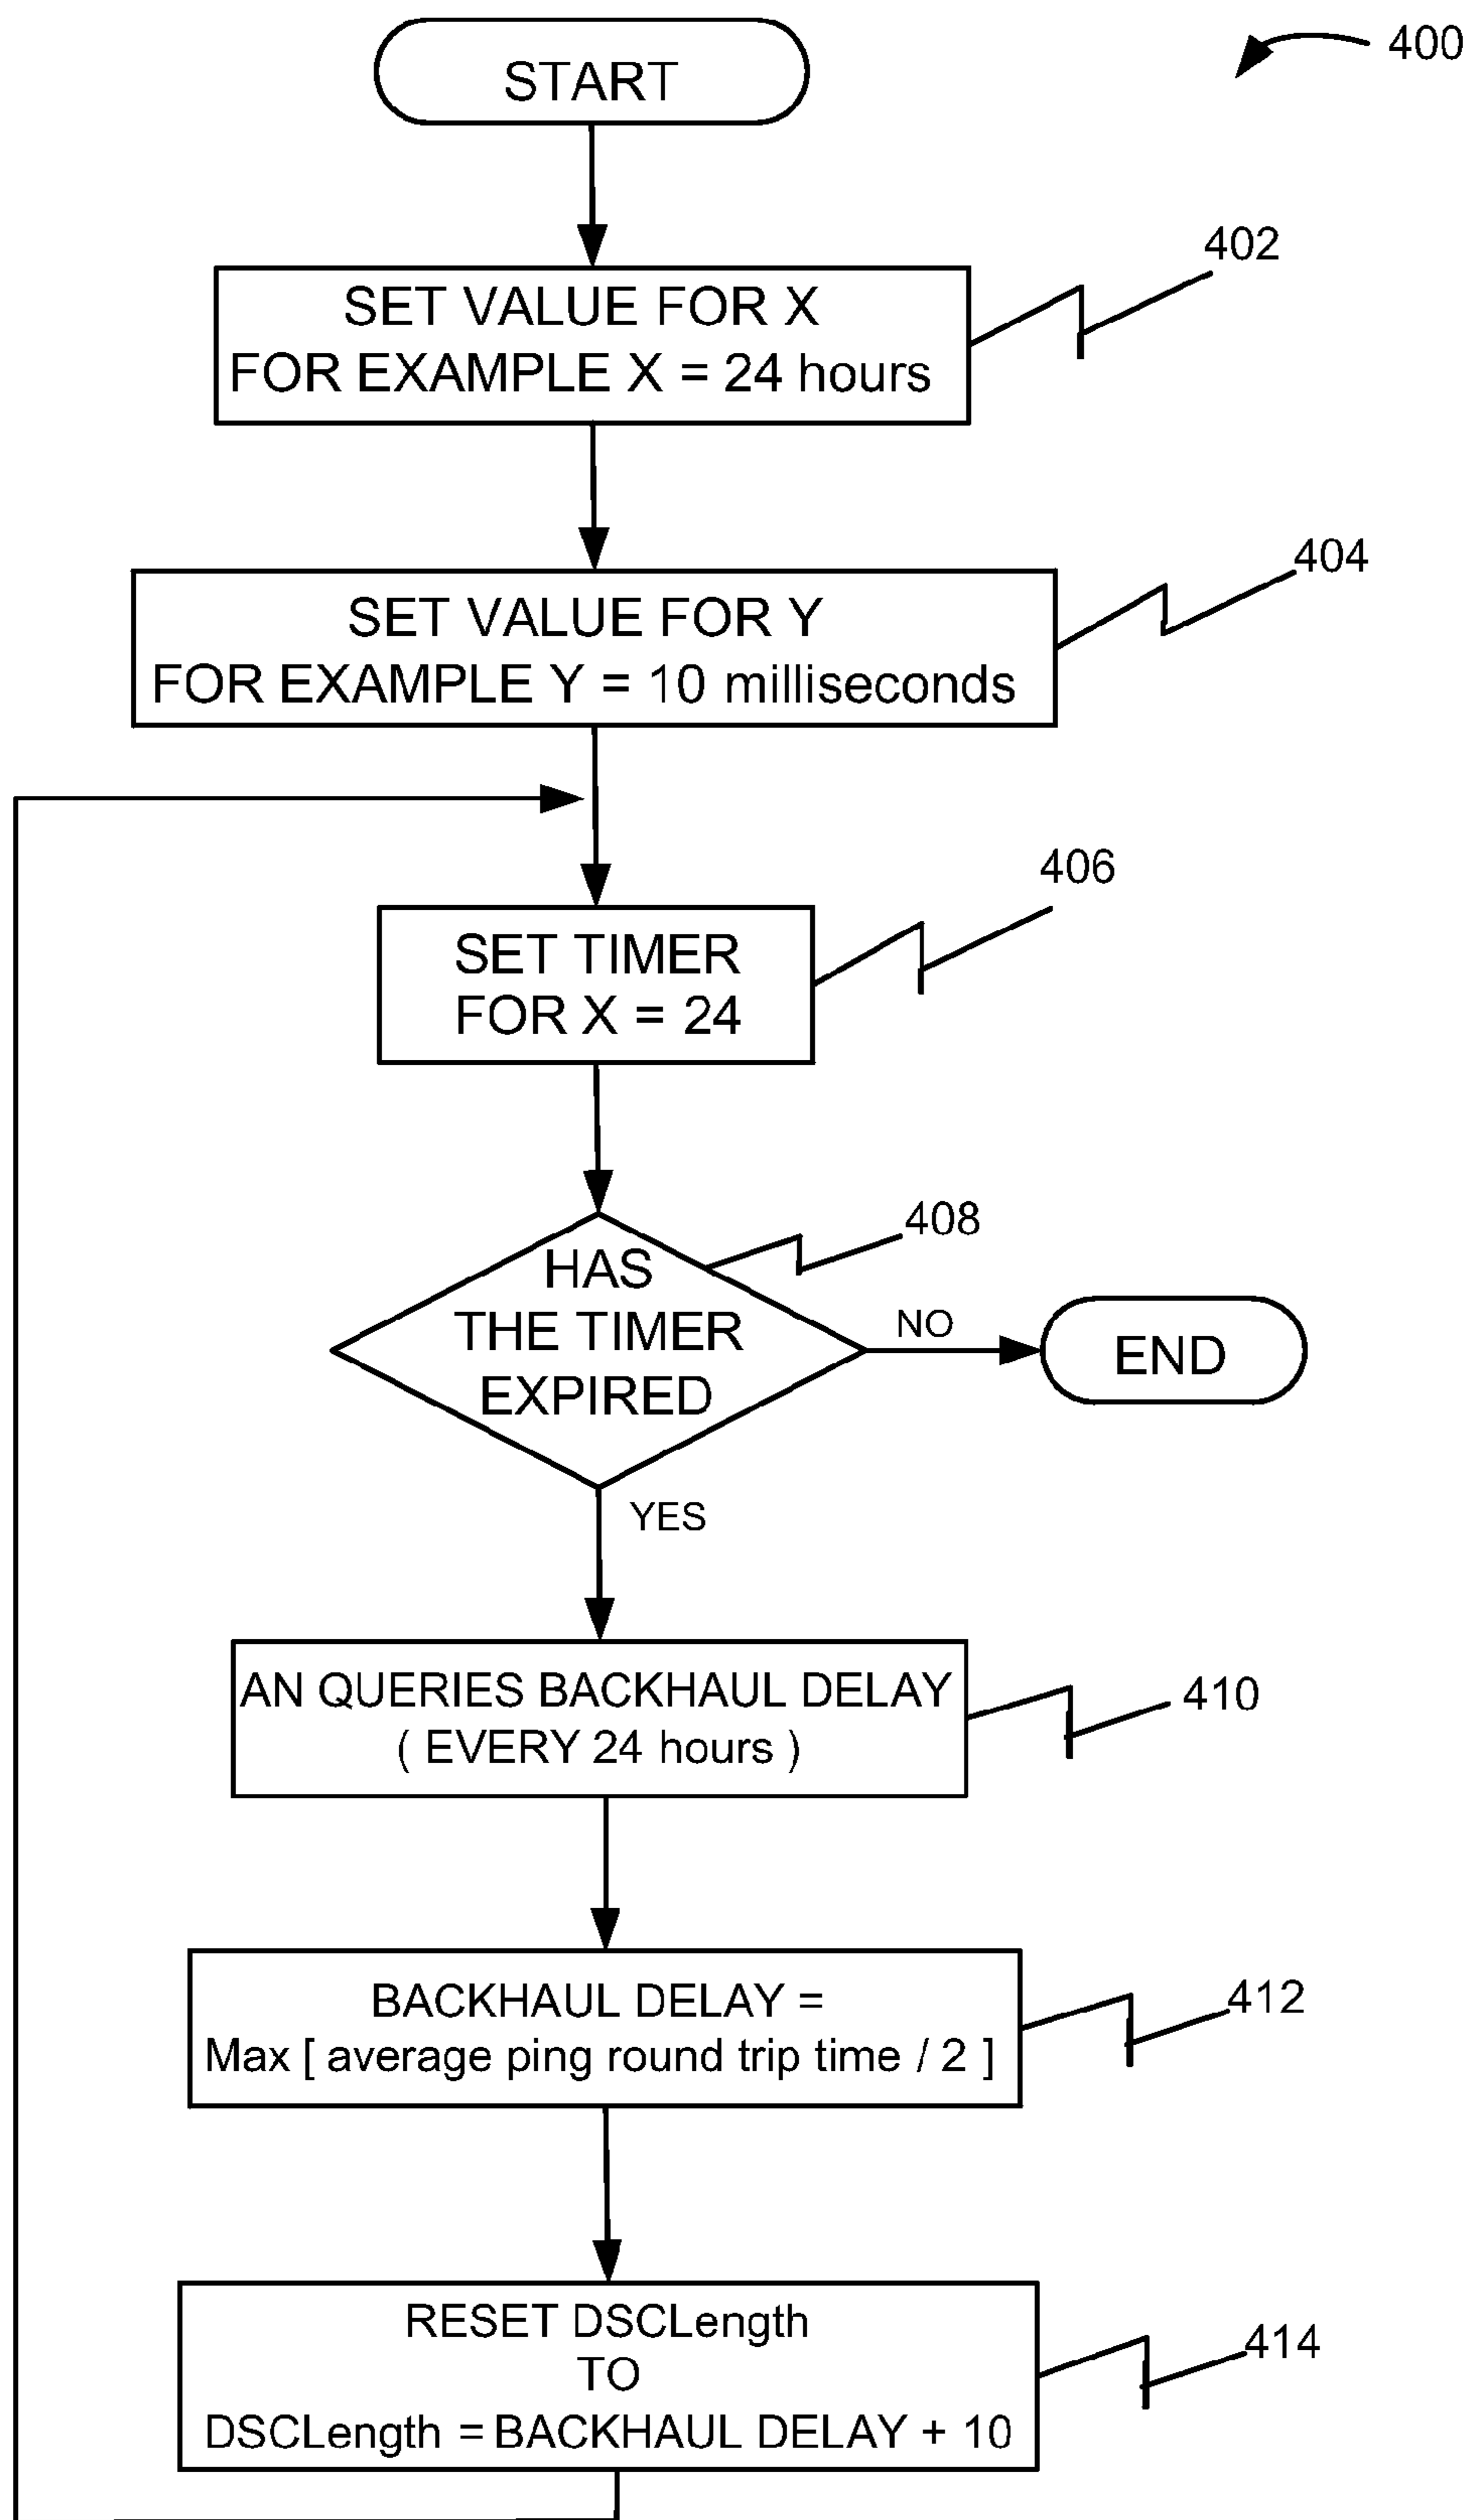 START
400
402
SET VALUE FOR X
FOR EXAMPLE X = 24 hours
404
SET VALUE FOR Y
FOR EXAMPLE Y = 10 milliseconds
406
SET TIMER
FOR X = 24
408
HAS
THE TIMER
EXPIRED
NO
END
YES
AN QUERIES BACKHAUL DELAY
( EVERY 24 hours )
410
BACKHAUL DELAY =
Max [ average ping round trip time / 2 ]
412
RESET DSCLength
TO
DSCLength = BACKHAUL DELAY + 10
414